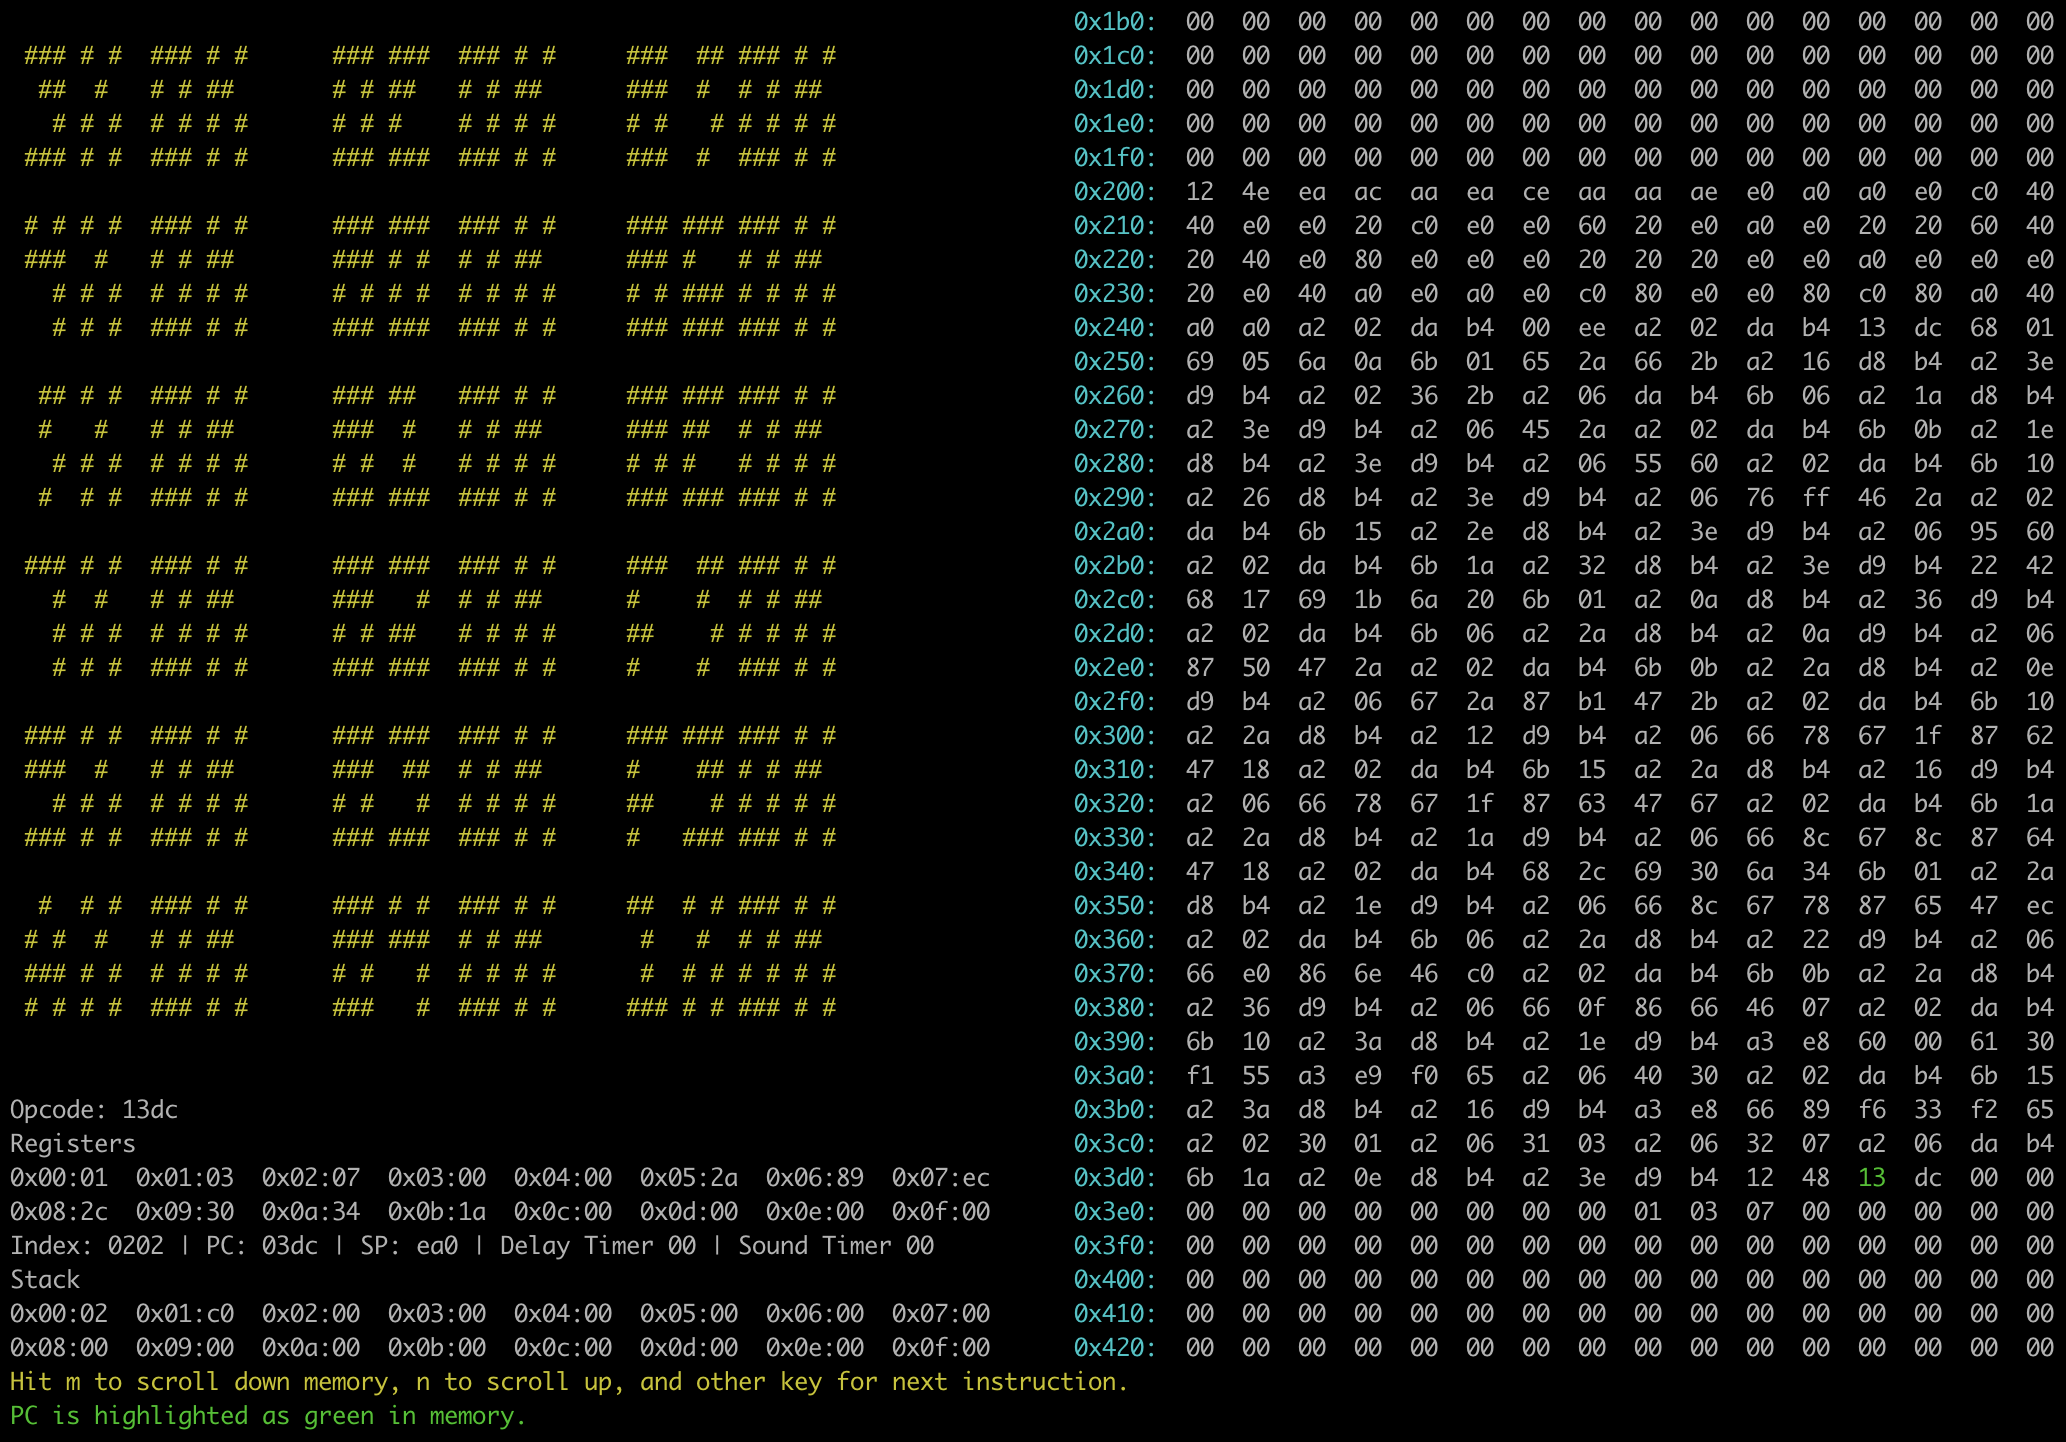 ### # #  ### # #      ### ###  ### # #     ###  ## ### # #
  ##  #   # # ##       # # ##   # # ##      ###  #  # # ##
   # # #  # # # #      # # #    # # # #     # #   # # # # #
 ### # #  ### # #      ### ###  ### # #     ###  #  ### # #
 # # # #  ### # #      ### ###  ### # #     ### ### ### # #
 ###  #   # # ##       ### # #  # # ##      ### #   # # ##
   # # #  # # # #      # # # #  # # # #     # # ### # # # #
   # # #  ### # #      ### ###  ### # #     ### ### ### # #
  ## # #  ### # #      ### ##   ### # #     ### ### ### # #
  #   #   # # ##       ###  #   # # ##      ### ##  # # ##
   # # #  # # # #      # #  #   # # # #     # # #   # # # #
  #  # #  ### # #      ### ###  ### # #     ### ### ### # #
 ### # #  ### # #      ### ###  ### # #     ###  ## ### # #
   #  #   # # ##       ###   #  # # ##      #    #  # # ##
   # # #  # # # #      # # ##   # # # #     ##    # # # # #
   # # #  ### # #      ### ###  ### # #     #    #  ### # #
 ### # #  ### # #      ### ###  ### # #     ### ### ### # #
 ###  #   # # ##       ###  ##  # # ##      #    ## # # ##
   # # #  # # # #      # #   #  # # # #     ##    # # # # #
 ### # #  ### # #      ### ###  ### # #     #   ### ### # #
  #  # #  ### # #      ### # #  ### # #     ##  # # ### # #
 # #  #   # # ##       ### ###  # # ##       #   #  # # ##
 ### # #  # # # #      # #   #  # # # #      #  # # # # # #
 # # # #  ### # #      ###   #  ### # #     ### # # ### # #
Opcode: 13dc
Registers
0x00:01  0x01:03  0x02:07  0x03:00  0x04:00  0x05:2a  0x06:89  0x07:ec
0x08:2c  0x09:30  0x0a:34  0x0b:1a  0x0c:00  0x0d:00  0x0e:00  0x0f:00
Index: 0202 | PC: 03dc | SP: ea0 | Delay Timer 00 | Sound Timer 00
Stack
0x00:02  0x01:c0  0x02:00  0x03:00  0x04:00  0x05:00  0x06:00  0x07:00
0x08:00  0x09:00  0x0a:00  0x0b:00  0x0c:00  0x0d:00  0x0e:00  0x0f:00
Hit m to scroll down memory, n to scroll up, and other key for next instruction.
PC is highlighted as green in memory.
0x1b0: 00 00 00 00 00 00 00 00 00 00 00 00 00 00 00 00
0x1c0: 00 00 00 00 00 00 00 00 00 00 00 00 00 00 00 00
0x1d0: 00 00 00 00 00 00 00 00 00 00 00 00 00 00 00 00
0x1e0: 00 00 00 00 00 00 00 00 00 00 00 00 00 00 00 00
0x1f0: 00 00 00 00 00 00 00 00 00 00 00 00 00 00 00 00
0x200: 12 4e ea ac aa ea ce aa aa ae e0 a0 a0 e0 c0 40
0x210: 40 e0 e0 20 c0 e0 e0 60 20 e0 a0 e0 20 20 60 40
0x220: 20 40 e0 80 e0 e0 e0 20 20 20 e0 e0 a0 e0 e0 e0
0x230: 20 e0 40 a0 e0 a0 e0 c0 80 e0 e0 80 c0 80 a0 40
0x240: a0 a0 a2 02 da b4 00 ee a2 02 da b4 13 dc 68 01
0x250: 69 05 6a 0a 6b 01 65 2a 66 2b a2 16 d8 b4 a2 3e
0x260: d9 b4 a2 02 36 2b a2 06 da b4 6b 06 a2 1a d8 b4
0x270: a2 3e d9 b4 a2 06 45 2a a2 02 da b4 6b 0b a2 1e
0x280: d8 b4 a2 3e d9 b4 a2 06 55 60 a2 02 da b4 6b 10
0x290: a2 26 d8 b4 a2 3e d9 b4 a2 06 76 ff 46 2a a2 02
0x2a0: da b4 6b 15 a2 2e d8 b4 a2 3e d9 b4 a2 06 95 60
0x2b0: a2 02 da b4 6b 1a a2 32 d8 b4 a2 3e d9 b4 22 42
0x2c0: 68 17 69 1b 6a 20 6b 01 a2 0a d8 b4 a2 36 d9 b4
0x2d0: a2 02 da b4 6b 06 a2 2a d8 b4 a2 0a d9 b4 a2 06
0x2e0: 87 50 47 2a a2 02 da b4 6b 0b a2 2a d8 b4 a2 0e
0x2f0: d9 b4 a2 06 67 2a 87 b1 47 2b a2 02 da b4 6b 10
0x300: a2 2a d8 b4 a2 12 d9 b4 a2 06 66 78 67 1f 87 62
0x310: 47 18 a2 02 da b4 6b 15 a2 2a d8 b4 a2 16 d9 b4
0x320: a2 06 66 78 67 1f 87 63 47 67 a2 02 da b4 6b 1a
0x330: a2 2a d8 b4 a2 1a d9 b4 a2 06 66 8c 67 8c 87 64
0x340: 47 18 a2 02 da b4 68 2c 69 30 6a 34 6b 01 a2 2a
0x350: d8 b4 a2 1e d9 b4 a2 06 66 8c 67 78 87 65 47 ec
0x360: a2 02 da b4 6b 06 a2 2a d8 b4 a2 22 d9 b4 a2 06
0x370: 66 e0 86 6e 46 c0 a2 02 da b4 6b 0b a2 2a d8 b4
0x380: a2 36 d9 b4 a2 06 66 0f 86 66 46 07 a2 02 da b4
0x390: 6b 10 a2 3a d8 b4 a2 1e d9 b4 a3 e8 60 00 61 30
0x3a0: f1 55 a3 e9 f0 65 a2 06 40 30 a2 02 da b4 6b 15
0x3b0: a2 3a d8 b4 a2 16 d9 b4 a3 e8 66 89 f6 33 f2 65
0x3c0: a2 02 30 01 a2 06 31 03 a2 06 32 07 a2 06 da b4
0x3d0: 6b 1a a2 0e d8 b4 a2 3e d9 b4 12 48 13 dc 00 00
0x3e0: 00 00 00 00 00 00 00 00 01 03 07 00 00 00 00 00
0x3f0: 00 00 00 00 00 00 00 00 00 00 00 00 00 00 00 00
0x400: 00 00 00 00 00 00 00 00 00 00 00 00 00 00 00 00
0x410: 00 00 00 00 00 00 00 00 00 00 00 00 00 00 00 00
0x420: 00 00 00 00 00 00 00 00 00 00 00 00 00 00 00 00